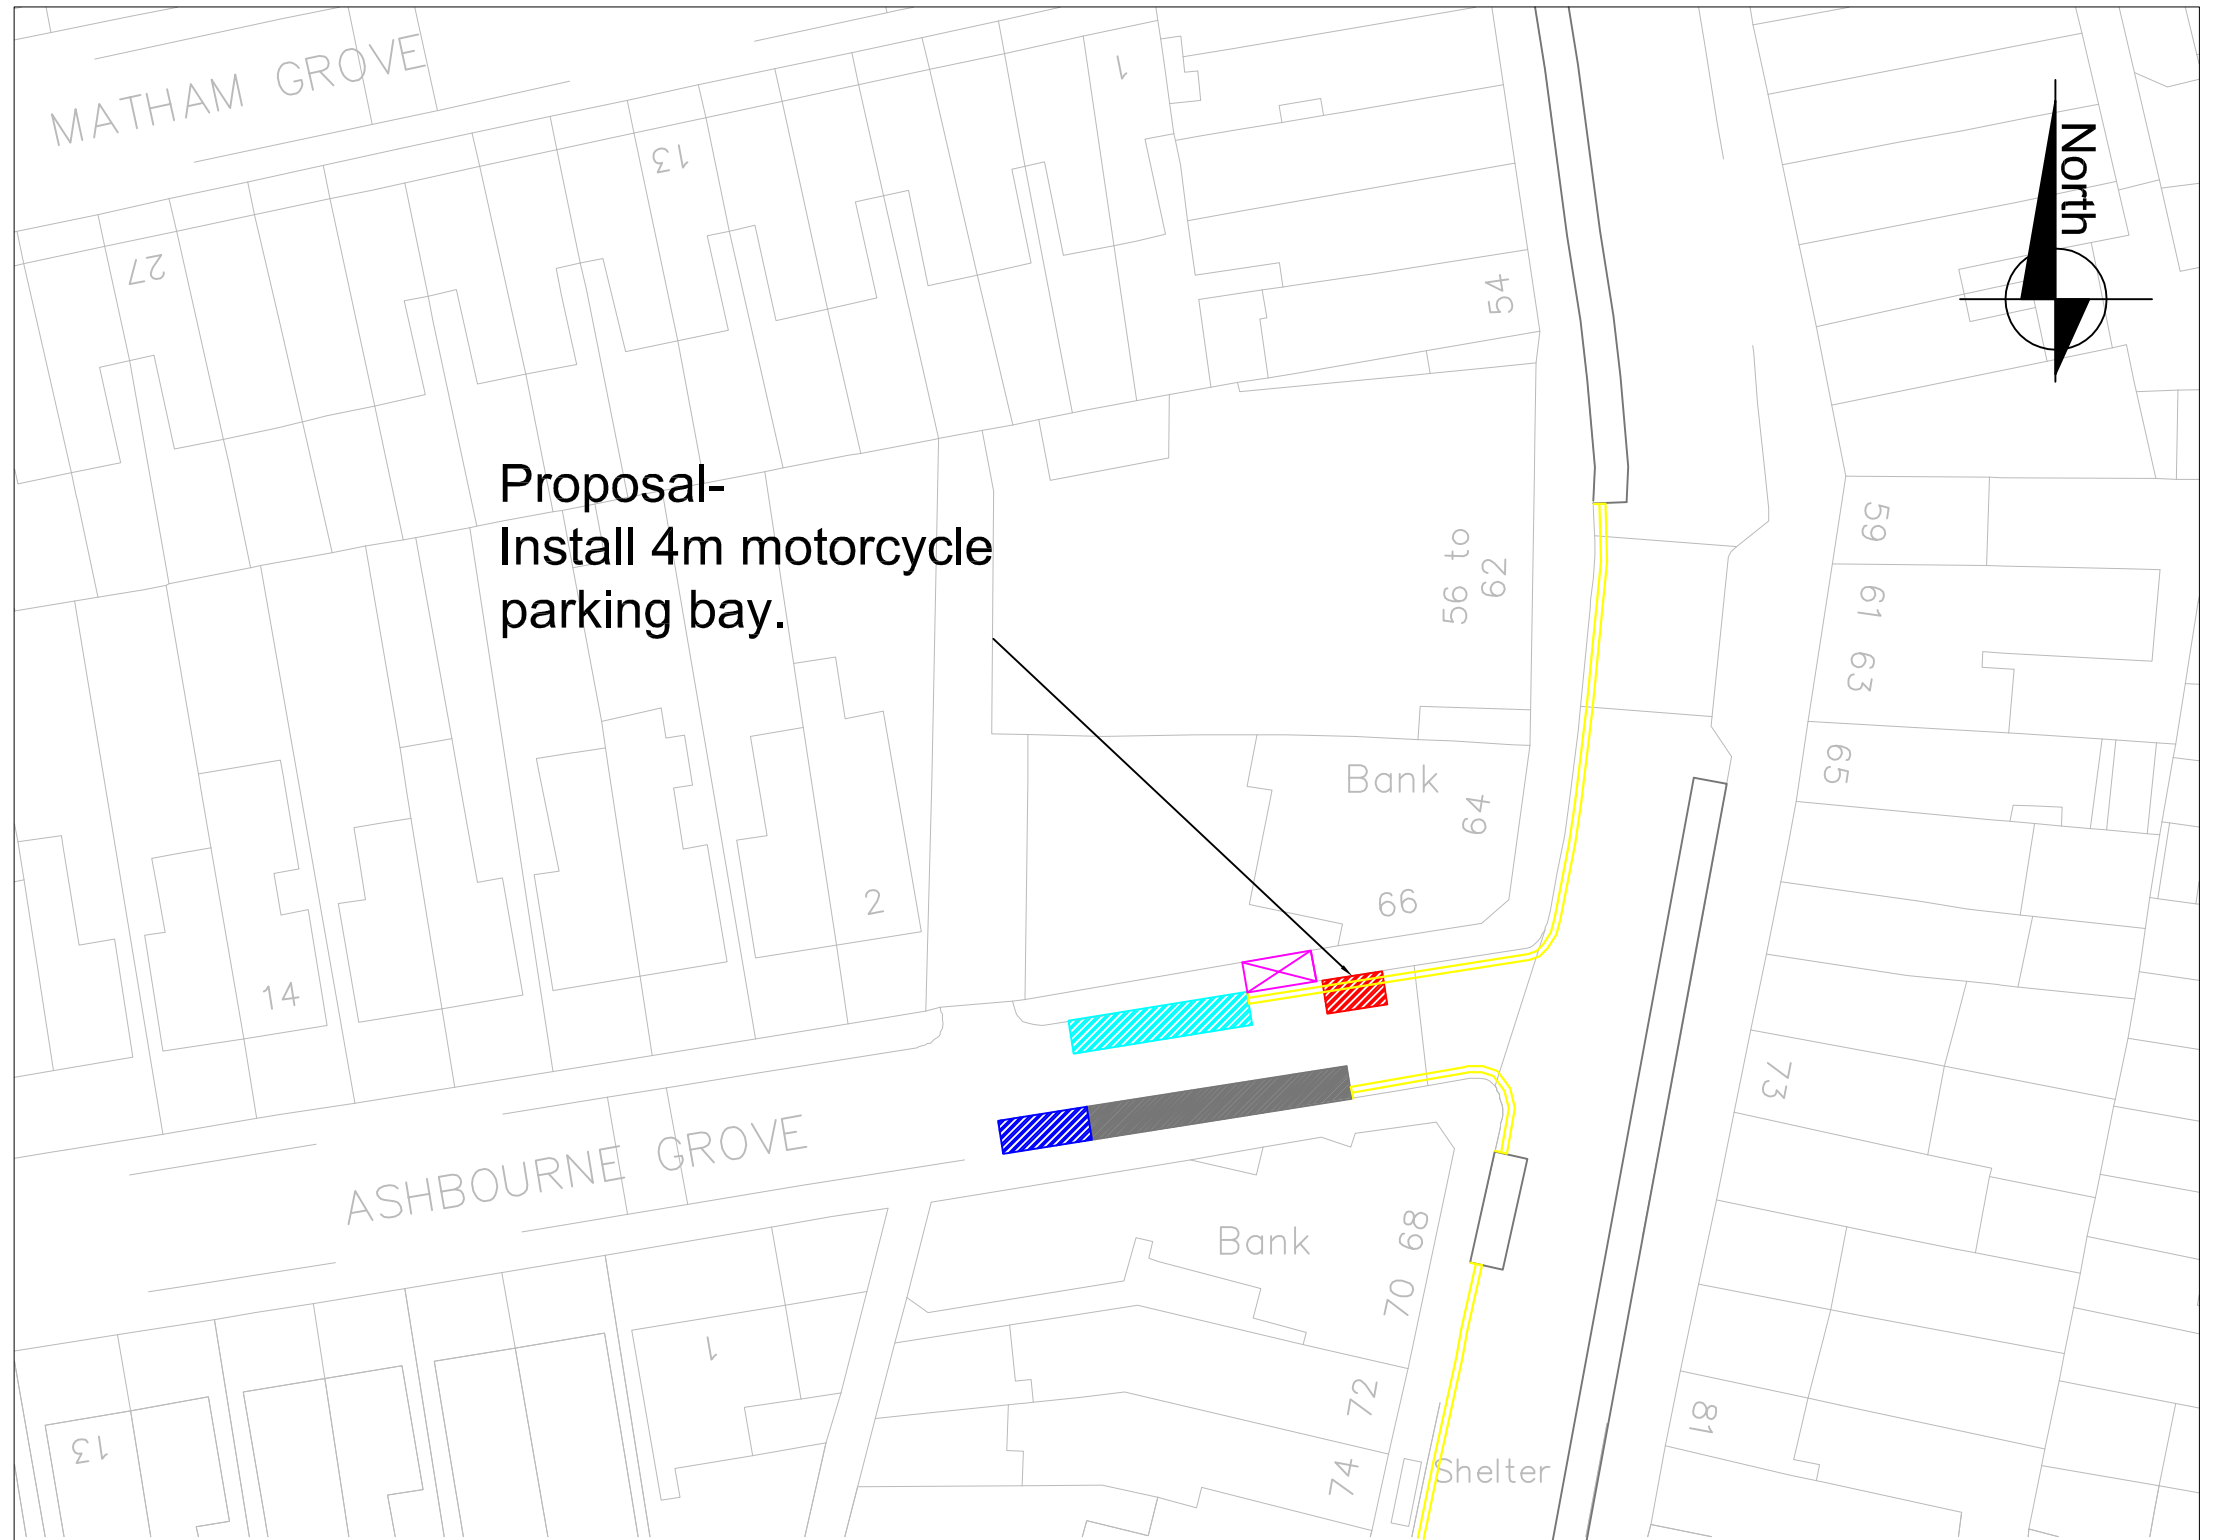 MATHAM GROVE
1
13
27
North
54
Proposal-
Install 4m motorcycle
parking bay.
56 to
62
59
61
63
65
Bank
64
66
2
14
73
ASHBOURNE GROVE
Bank
68
70
72
74
1
13
81
Shelter